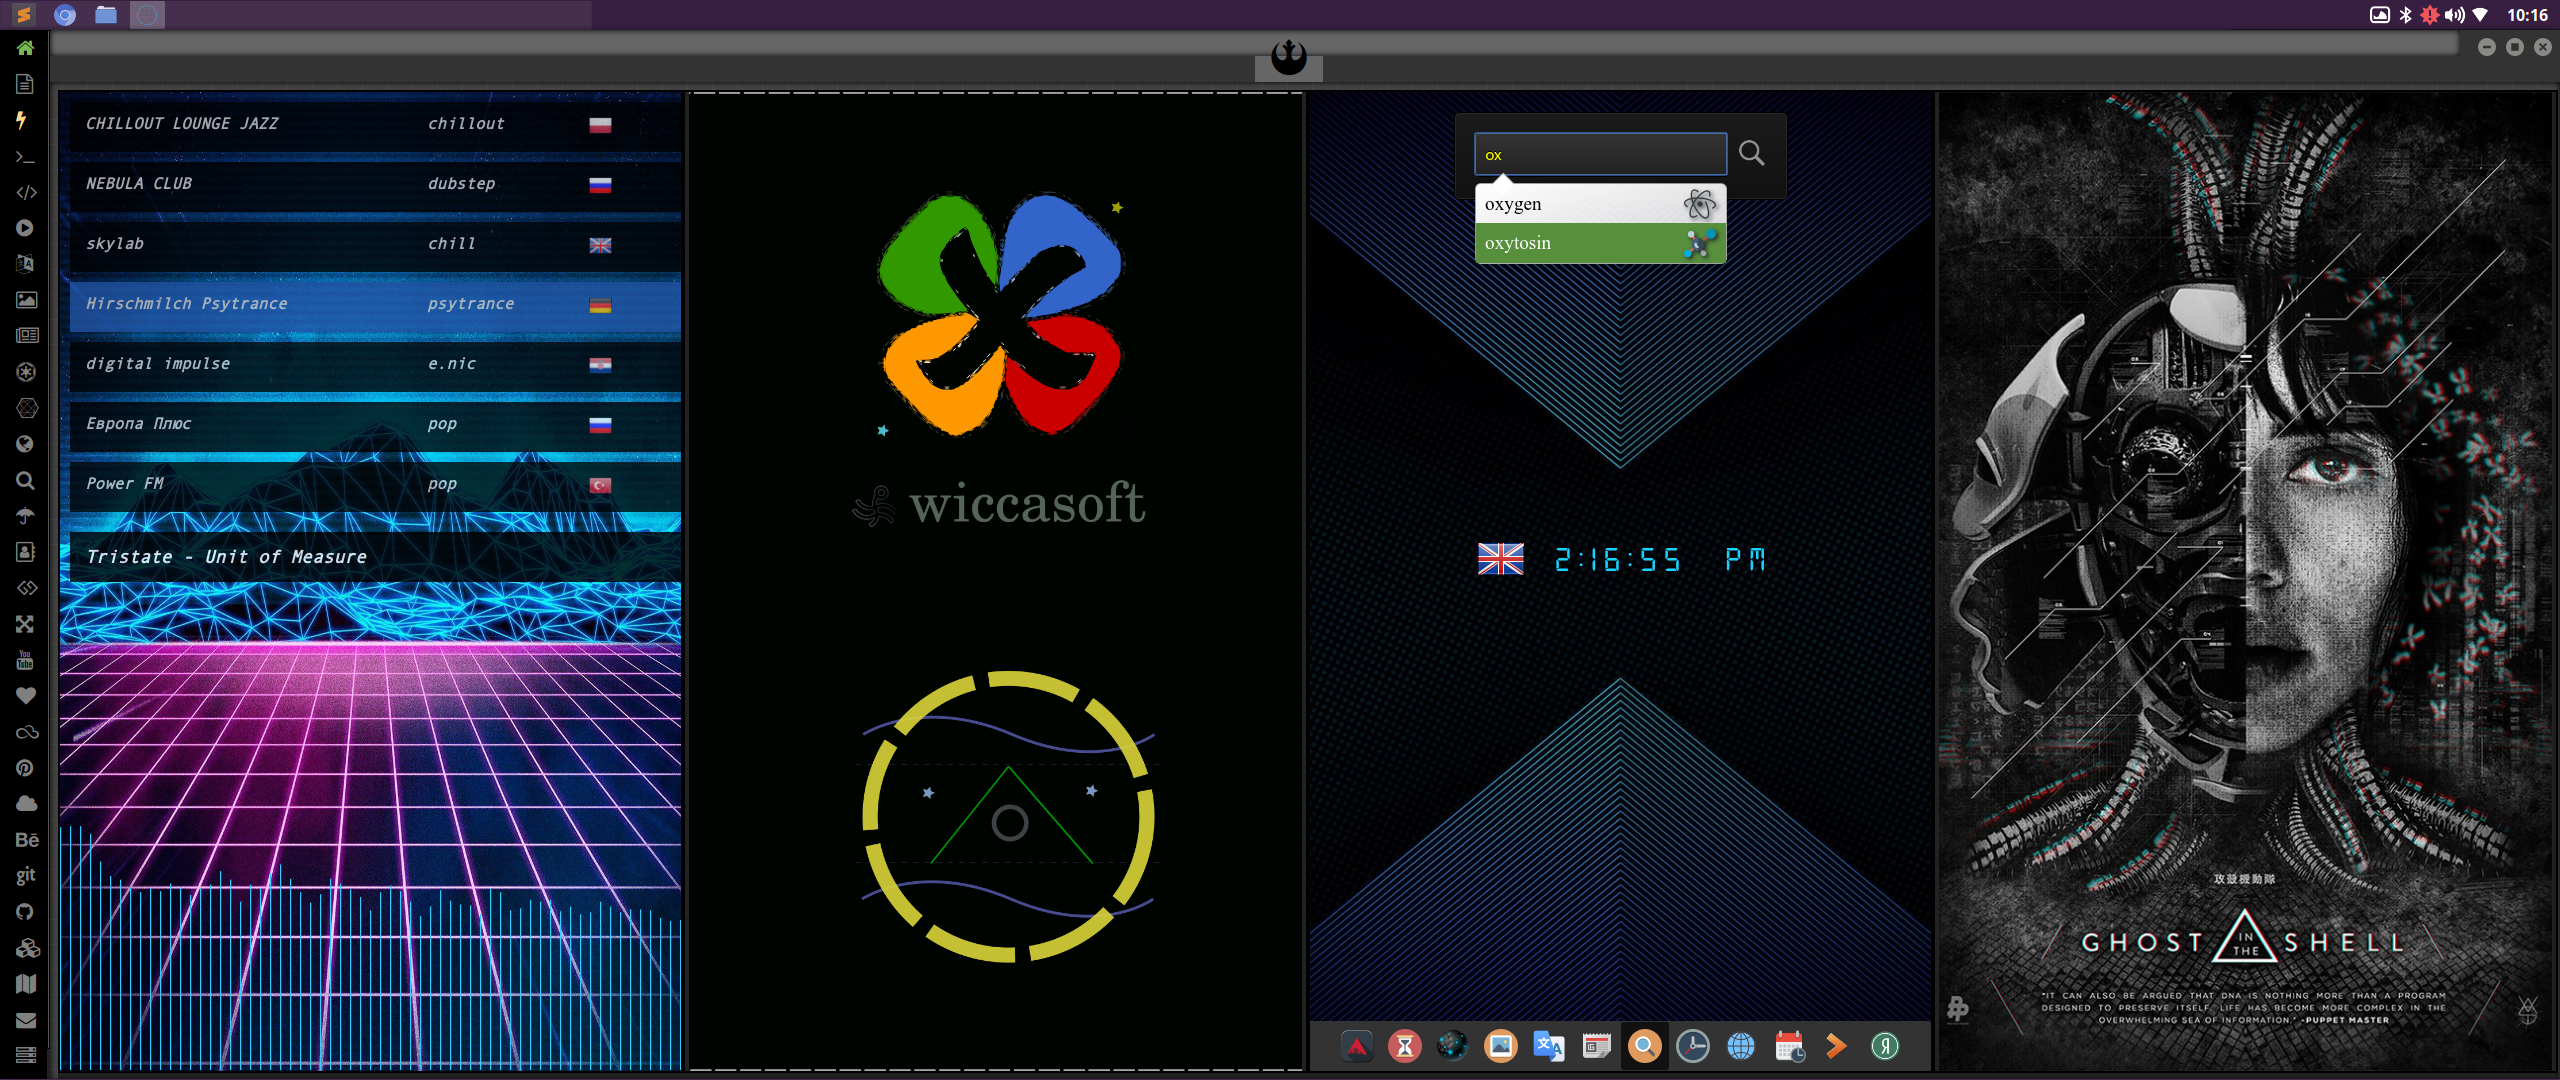 10:16
CHILLOUT LOUNGE JAZZ chillout
NEBULA CLUB dubstep
skylab chill
Hirschmilch Psytrance psytrance
digital impulse e.nic
Европа Плюс pop
Power FM pop
Tristate - Unit of Measure
You Tube
Bē
git
wiccasoft
ox
oxygen
oxytosin
2:16:55 PM
攻殻機動隊
GHOST IN THE SHELL
"IT CAN ALSO BE ARGUED THAT DNA IS NOTHING MORE THAN A PROGRAM
DESIGNED TO PRESERVE ITSELF. LIFE HAS BECOME MORE COMPLEX IN THE
OVERWHELMING SEA OF INFORMATION." -PUPPET MASTER